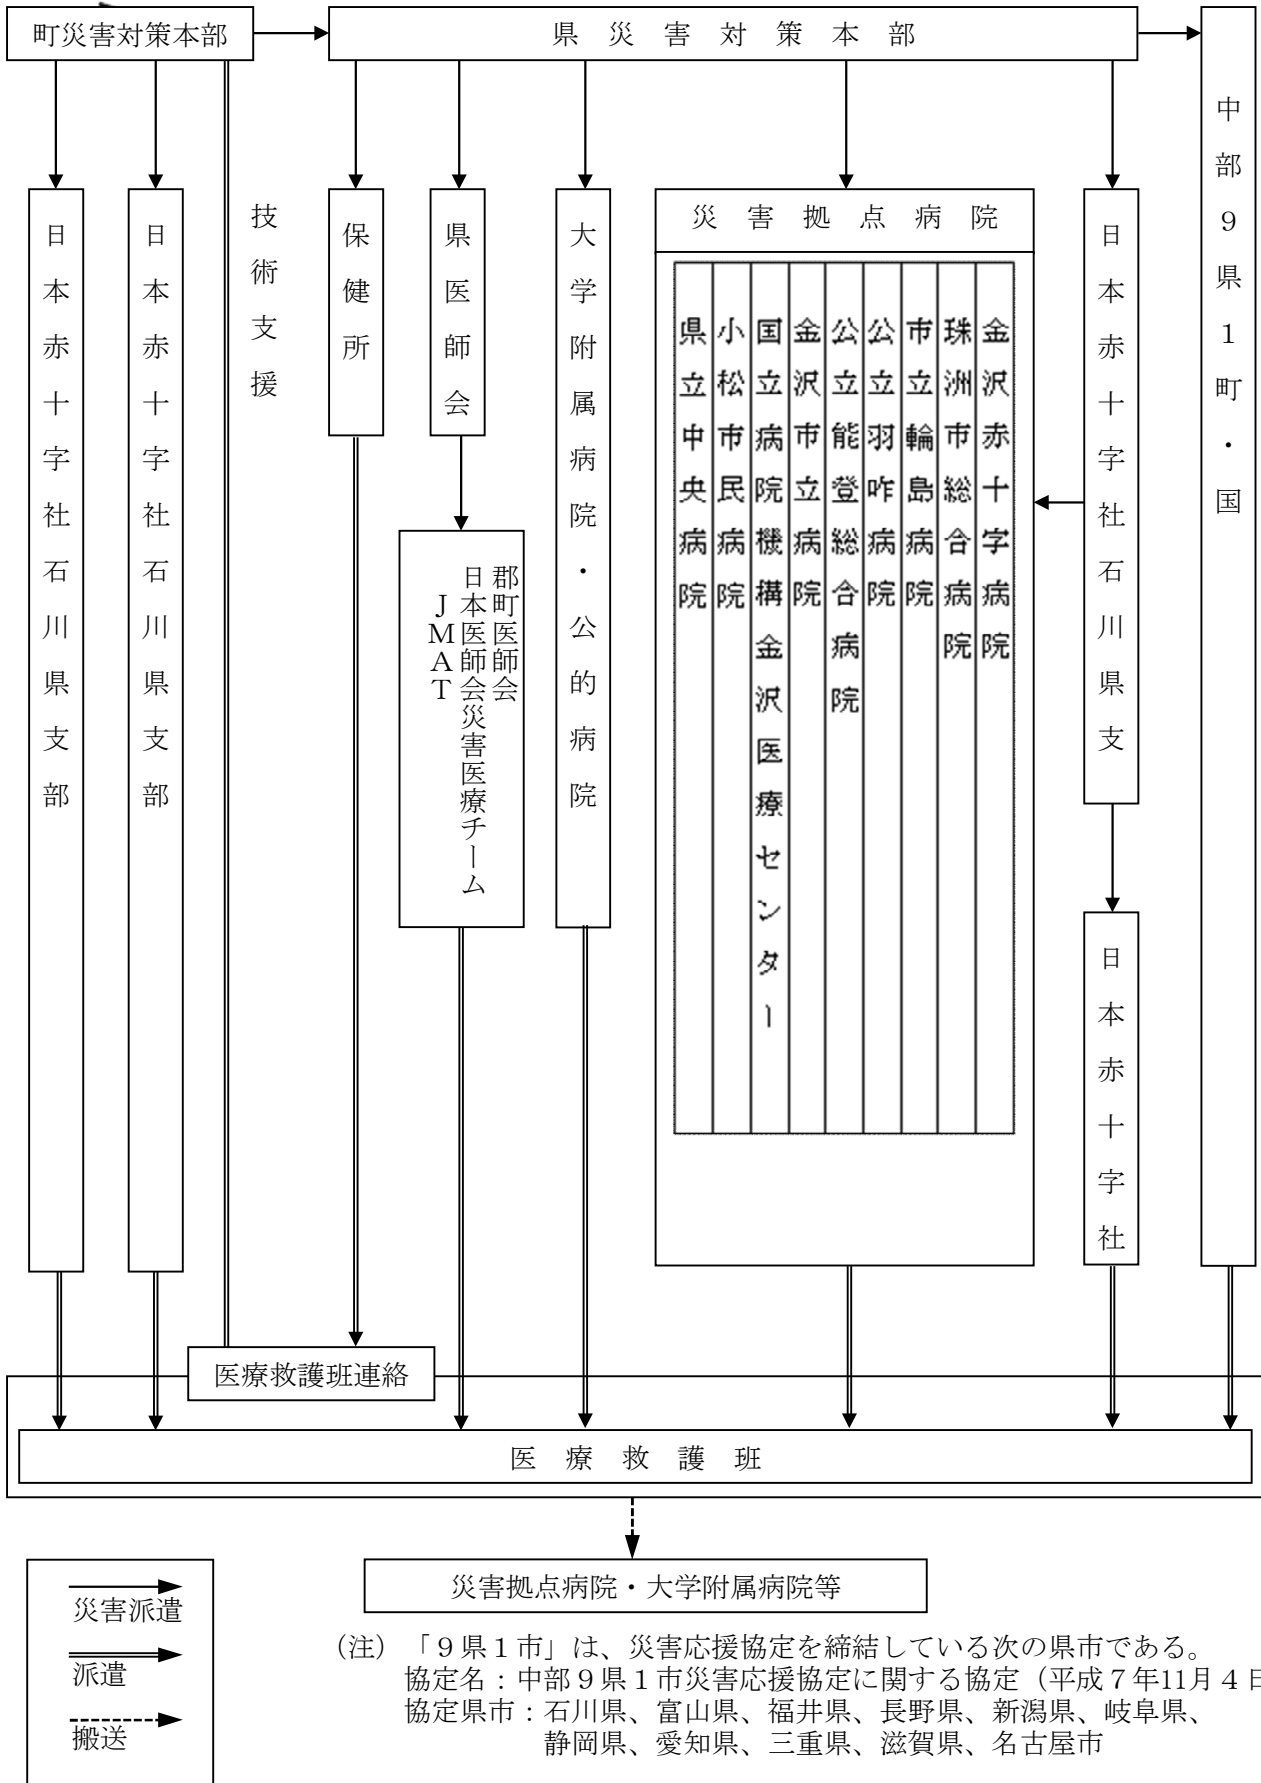 町災害対策本部
県災害対策本部
中部９県１町・国
日本赤十字社石川県支部
日本赤十字社石川県支部
技術支援
保健所
県医師会
大学附属病院・公的病院
災害拠点病院
県立中央病院
小松市民病院
国立病院機構金沢医療センター
金沢市立病院
公立能登総合病院
公立羽咋病院
市立輪島病院
珠洲市総合病院
金沢赤十字病院
日本赤十字社石川県支
郡町医師会
日本医師会災害医療チーム
ＪＭＡＴ
日本赤十字社
医療救護班連絡
医療救護班
災害拠点病院・大学附属病院等
災害派遣
派遣
搬送
（注）「９県１市」は、災害応援協定を締結している次の県市である。
協定名：中部９県１市災害応援協定に関する協定（平成７年11月４日
協定県市：石川県、富山県、福井県、長野県、新潟県、岐阜県、
静岡県、愛知県、三重県、滋賀県、名古屋市